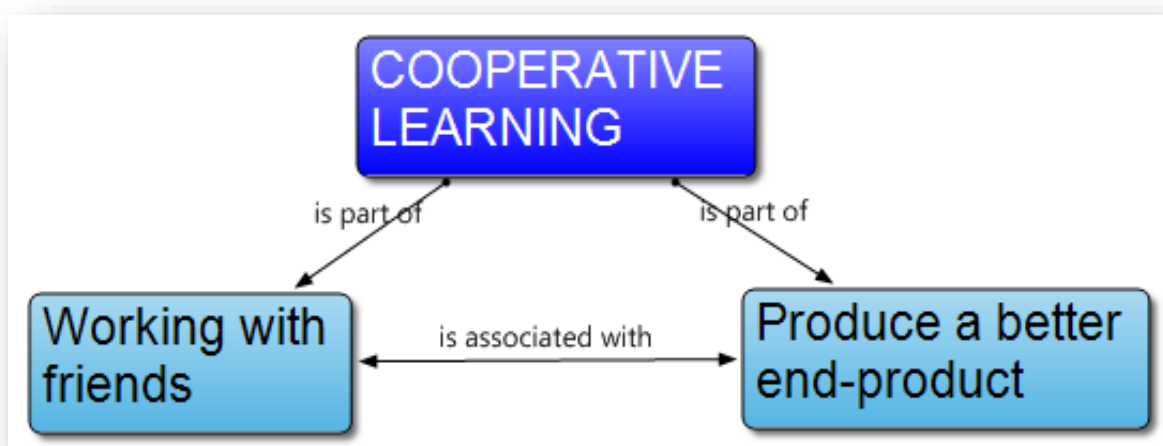 COOPERATIVE
LEARNING
is part of
is part of
Working with
friends
is associated with
Produce a better
end-product